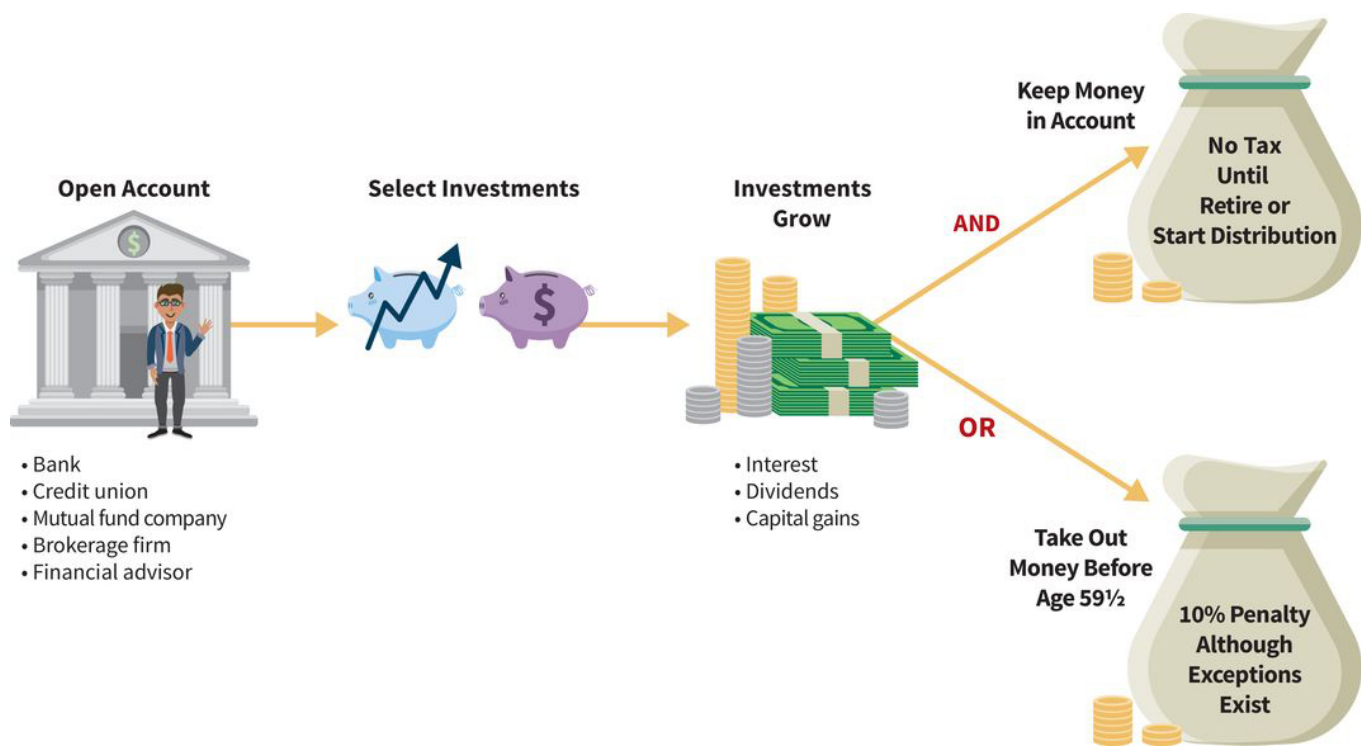 Open Account
$
• Bank
• Credit union
• Mutual fund company
• Brokerage firm
• Financial advisor
Select Investments
$
Investments
Grow
• Interest
• Dividends
• Capital gains
AND
Keep Money
in Account
No Tax
Until
Retire or
Start Distribution
OR
Take Out
Money Before
Age 59½
10% Penalty
Although
Exceptions
Exist